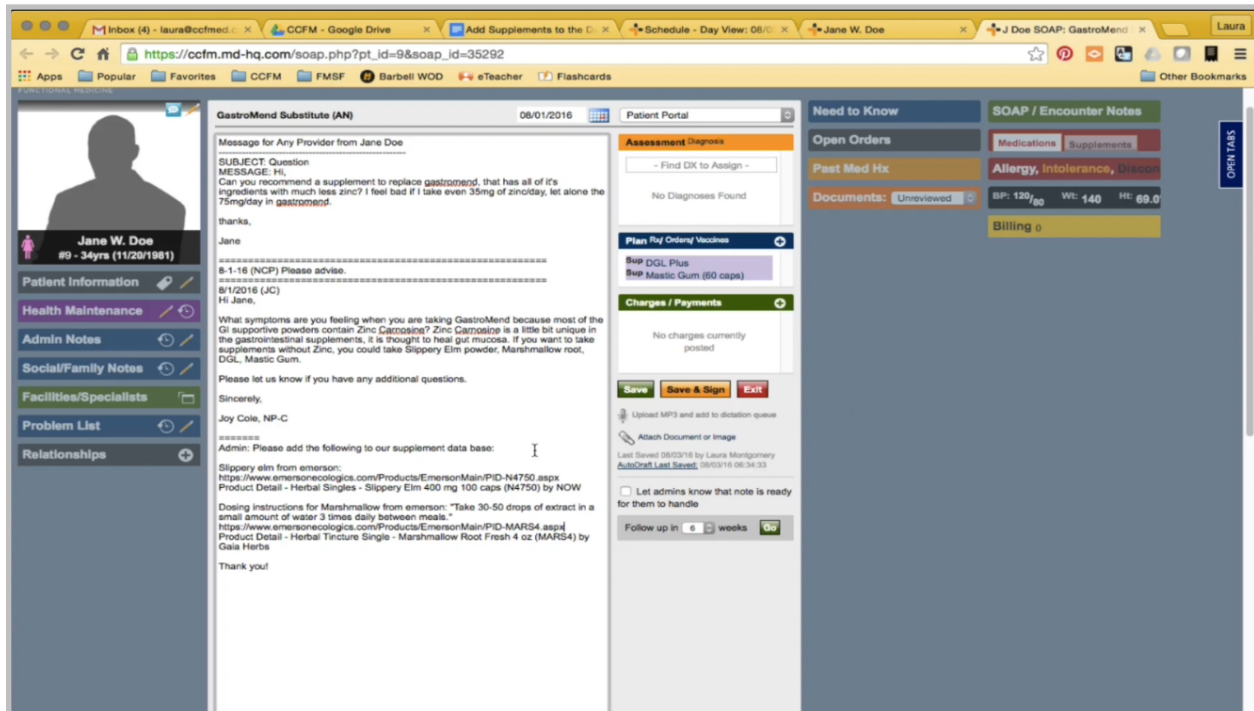 Inbox (4) - laura@ccfmed.c
CCFM - Google Drive
Add Supplements to the D
Schedule - Day View: 08/0
Jane W. Doe
J Doe SOAP: GastroMend
Laura
https://ccfm.md-hq.com/soap.php?pt_id=9&soap_id=35292
Apps
Popular
Favorites
CCFM
FMSF
Barbell WOD
eTeacher
Flashcards
Other Bookmarks
FUNCTIONAL MEDICINE
Jane W. Doe
#9 - 34yrs (11/20/1981)
Patient Information
Health Maintenance
Admin Notes
Social/Family Notes
Facilities/Specialists
Problem List
Relationships
GastroMend Substitute (AN)
08/01/2016
Patient Portal
Message for Any Provider from Jane Doe
--------------------------------------------------
SUBJECT: Question
MESSAGE: Hi,
Can you recommend a supplement to replace gastromend, that has all of it's
ingredients with much less zinc? I feel bad if I take even 35mg of zinc/day, let alone the
75mg/day in gastromend.
thanks,
Jane
=====================================================
8-1-16 (NCP) Please advise.
=====================================================
8/1/2016 (JC)
Hi Jane,
What symptoms are you feeling when you are taking GastroMend because most of the
GI supportive powders contain Zinc Carnosine? Zinc Carnosine is a little bit unique in
the gastrointestinal supplements, it is thought to heal gut mucosa. If you want to take
supplements without Zinc, you could take Slippery Elm powder, Marshmallow root,
DGL, Mastic Gum.
Please let us know if you have any additional questions.
Sincerely,
Joy Cole, NP-C
=======
Admin: Please add the following to our supplement data base:
Slippery elm from emerson:
https://www.emersonecologics.com/Products/EmersonMain/PID-N4750.aspx
Product Detail - Herbal Singles - Slippery Elm 400 mg 100 caps (N4750) by NOW
Dosing instructions for Marshmallow from emerson: "Take 30-50 drops of extract in a
small amount of water 3 times daily between meals."
https://www.emersonecologics.com/Products/EmersonMain/PID-MARS4.aspx
Product Detail - Herbal Tincture Single - Marshmallow Root Fresh 4 oz (MARS4) by
Gaia Herbs
Thank you!
Assessment Diagnosis
- Find DX to Assign -
No Diagnoses Found
Plan Rx/ Orders/ Vaccines
Sup DGL Plus
Sup Mastic Gum (60 caps)
Charges / Payments
No charges currently
posted
Save
Save & Sign
Exit
Upload MP3 and add to dictation queue
Attach Document or Image
Last Saved 08/03/16 by Laura Montgomery
AutoDraft Last Saved: 08/03/16 06:34:33
Let admins know that note is ready
for them to handle
Follow up in 6 weeks Go
Need to Know
Open Orders
Past Med Hx
Documents: Unreviewed
SOAP / Encounter Notes
Medications Supplements
Allergy, Intolerance, Discon
BP: 120/80 Wt: 140 Ht: 69.0
Billing 0
OPEN TABS